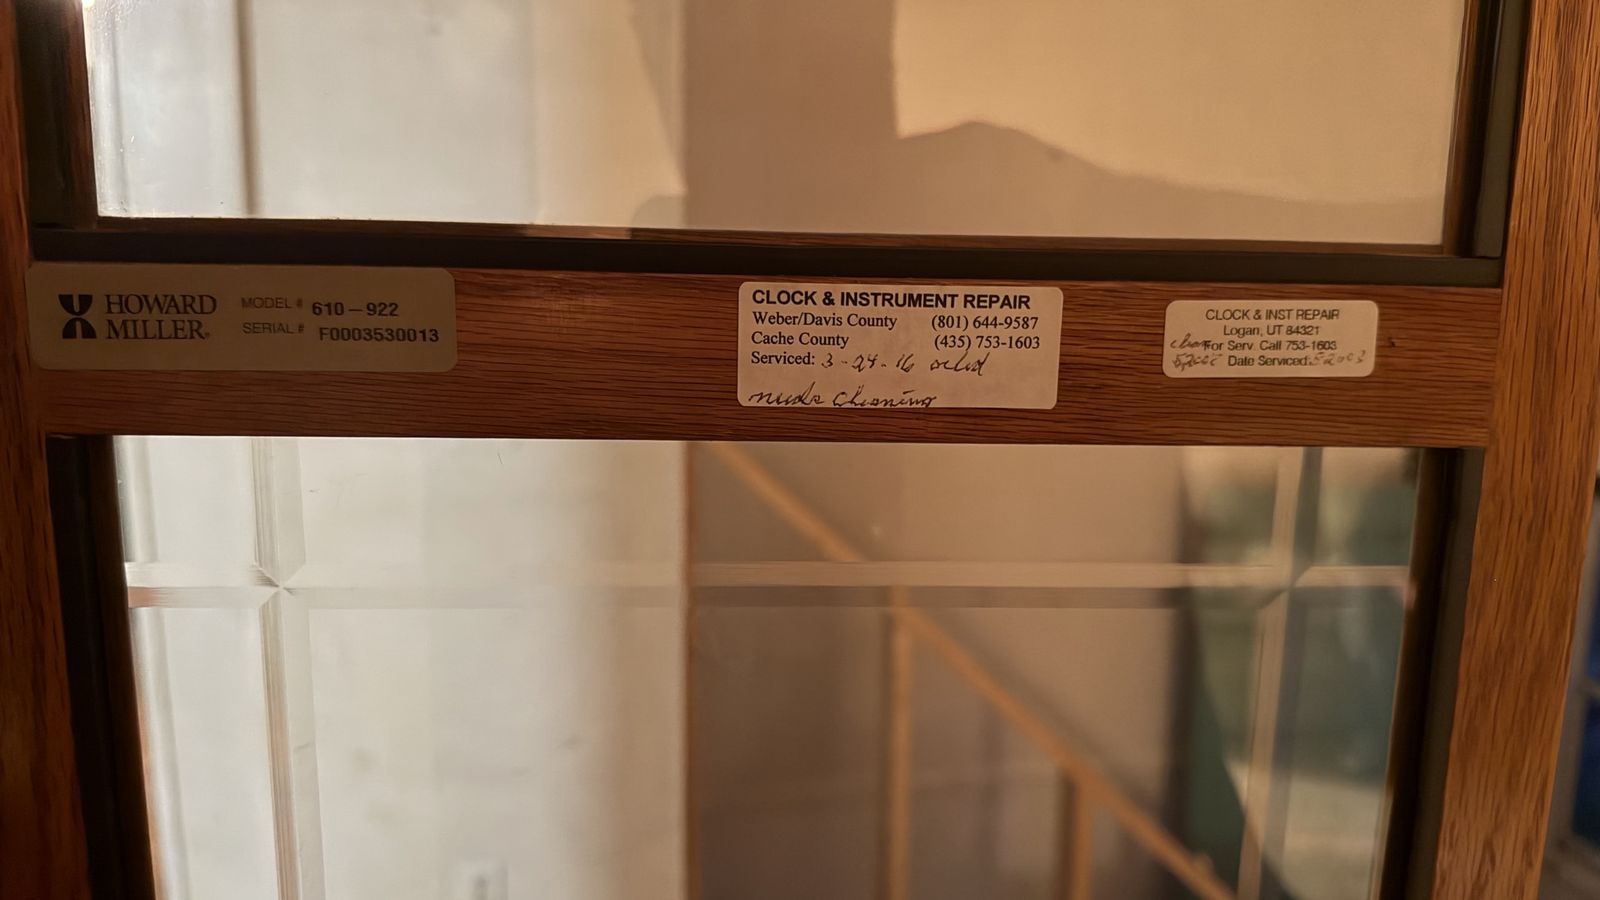 HOWARD MILLER®
MODEL # 610-922
SERIAL # F0003530013
CLOCK & INSTRUMENT REPAIR
Weber/Davis County (801) 644-9587
Cache County (435) 753-1603
Serviced: 3-24-16 oiled
needs cleaning
CLOCK & INST REPAIR
Logan, UT 84321
For Serv. Call 753-1603
Date Serviced: